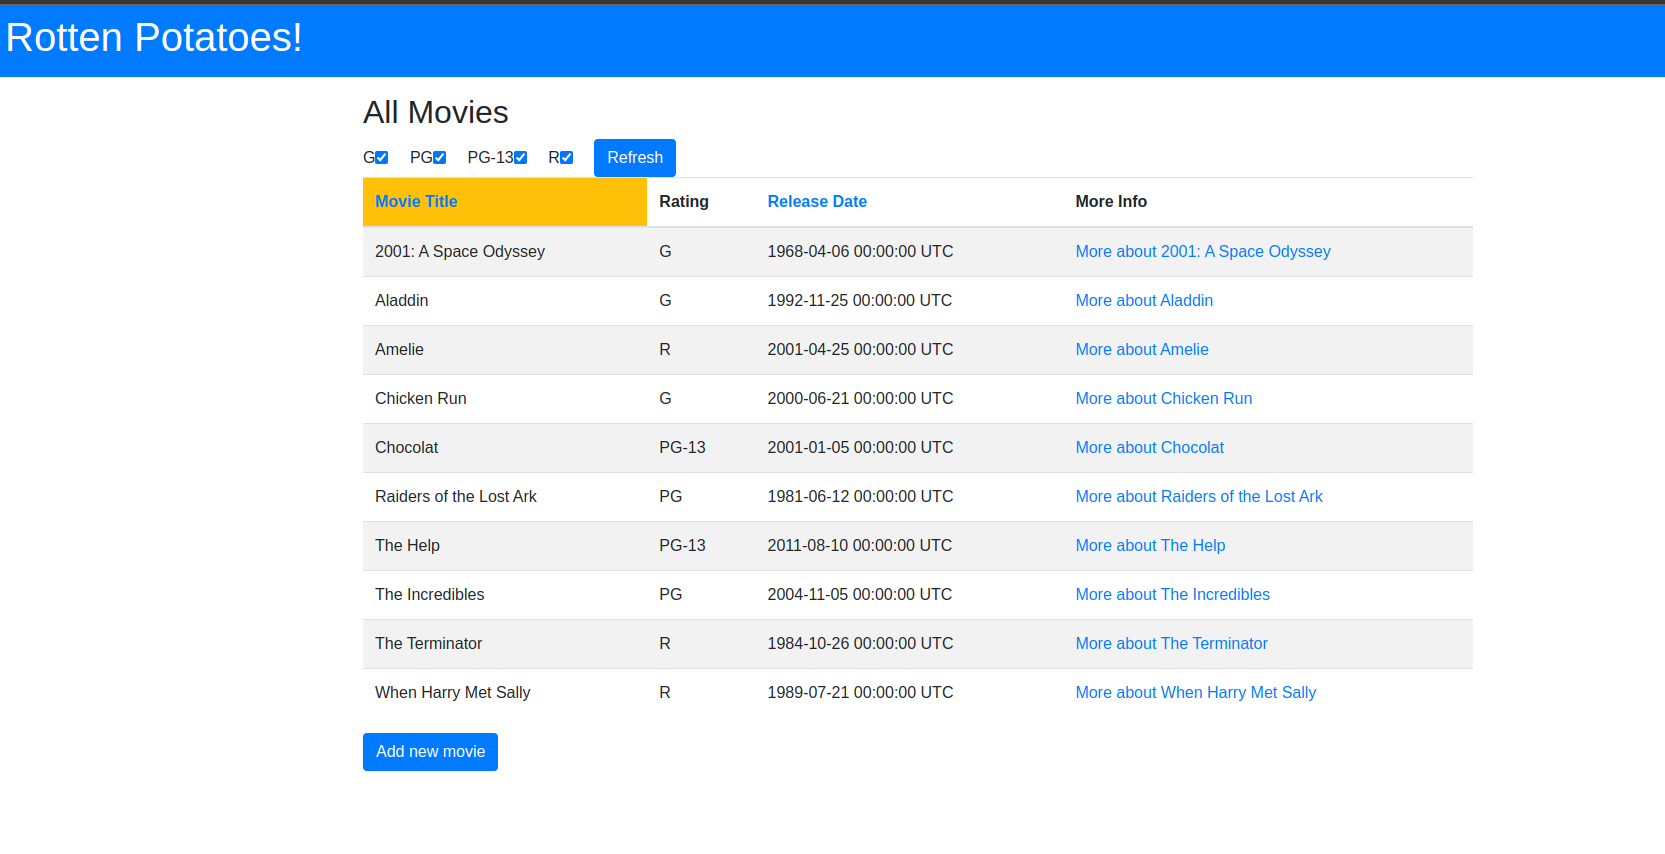 Rotten Potatoes!
All Movies
G PG PG-13 R Refresh
Movie Title Rating Release Date More Info
2001: A Space Odyssey G 1968-04-06 00:00:00 UTC More about 2001: A Space Odyssey
Aladdin G 1992-11-25 00:00:00 UTC More about Aladdin
Amelie R 2001-04-25 00:00:00 UTC More about Amelie
Chicken Run G 2000-06-21 00:00:00 UTC More about Chicken Run
Chocolat PG-13 2001-01-05 00:00:00 UTC More about Chocolat
Raiders of the Lost Ark PG 1981-06-12 00:00:00 UTC More about Raiders of the Lost Ark
The Help PG-13 2011-08-10 00:00:00 UTC More about The Help
The Incredibles PG 2004-11-05 00:00:00 UTC More about The Incredibles
The Terminator R 1984-10-26 00:00:00 UTC More about The Terminator
When Harry Met Sally R 1989-07-21 00:00:00 UTC More about When Harry Met Sally
Add new movie